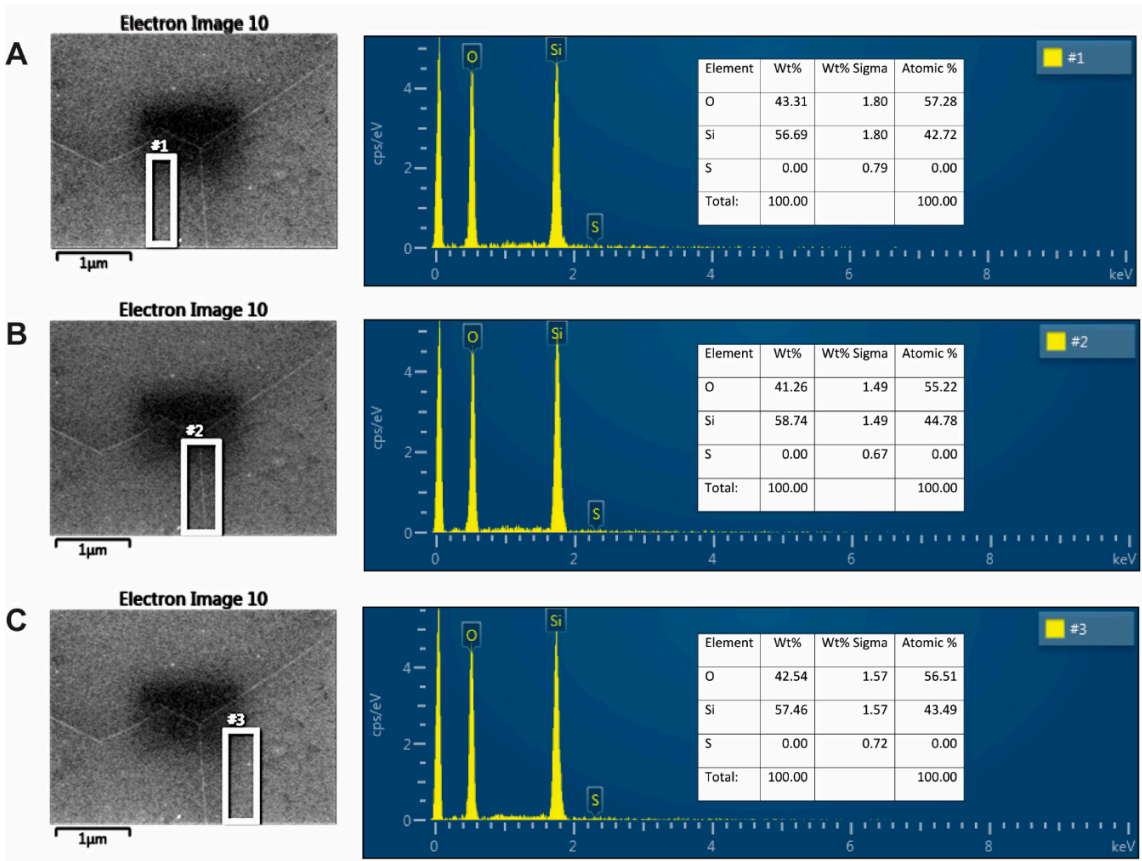 A
Electron Image 10
#1
1μm
cps/eV
4
2
0
O
Si
S
Element Wt% Wt% Sigma Atomic %
O 43.31 1.80 57.28
Si 56.69 1.80 42.72
S 0.00 0.79 0.00
Total: 100.00 100.00
#1
0 2 4 6 8 keV
B
Electron Image 10
#2
1μm
cps/eV
4
2
0
O
Si
S
Element Wt% Wt% Sigma Atomic %
O 41.26 1.49 55.22
Si 58.74 1.49 44.78
S 0.00 0.67 0.00
Total: 100.00 100.00
#2
0 2 4 6 8 keV
C
Electron Image 10
#3
1μm
cps/eV
4
2
0
O
Si
S
Element Wt% Wt% Sigma Atomic %
O 42.54 1.57 56.51
Si 57.46 1.57 43.49
S 0.00 0.72 0.00
Total: 100.00 100.00
#3
0 2 4 6 8 keV